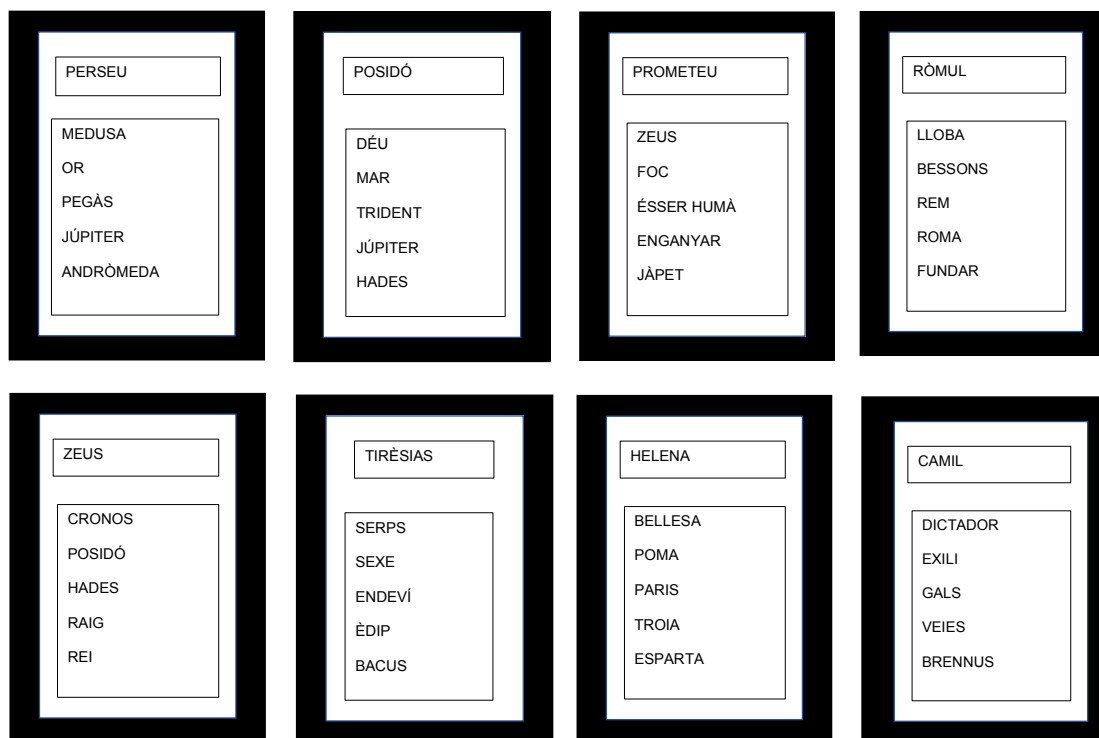 PERSEU
MEDUSA
OR
PEGÀS
JÚPITER
ANDRÒMEDA
POSIDÓ
DÉU
MAR
TRIDENT
JÚPITER
HADES
PROMETEU
ZEUS
FOC
ÉSSER HUMÀ
ENGANYAR
JÀPET
RÒMUL
LLOBA
BESSONS
REM
ROMA
FUNDAR
ZEUS
CRONOS
POSIDÓ
HADES
RAIG
REI
TIRÈSIAS
SERPS
SEXE
ENDEVÍ
ÈDIP
BACUS
HELENA
BELLESA
POMA
PARIS
TROIA
ESPARTA
CAMIL
DICTADOR
EXILI
GALS
VEIES
BRENNUS